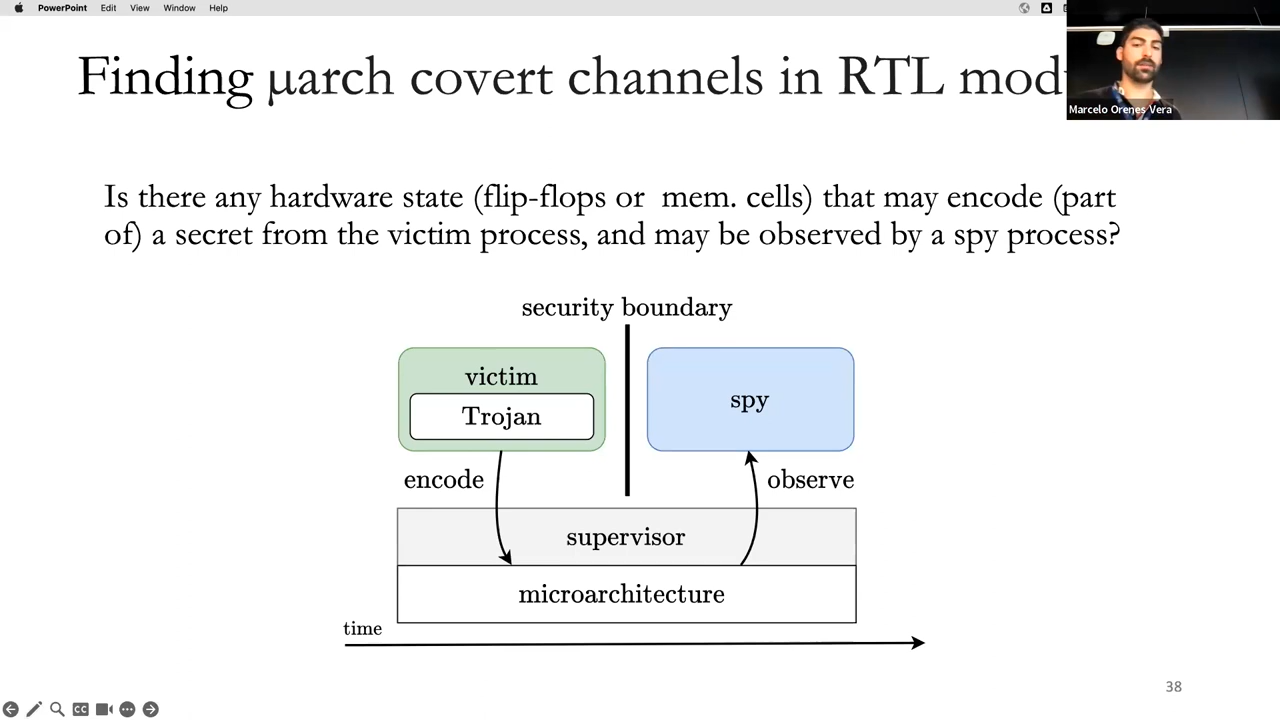 PowerPoint Edit View Window Help
Finding µarch covert channels in RTL
Marcelo Orenes Vera
Is there any hardware state (flip-flops or mem. cells) that may encode (part
of) a secret from the victim process, and may be observed by a spy process?
security boundary
victim
Trojan
spy
encode
observe
supervisor
microarchitecture
time
38
CC